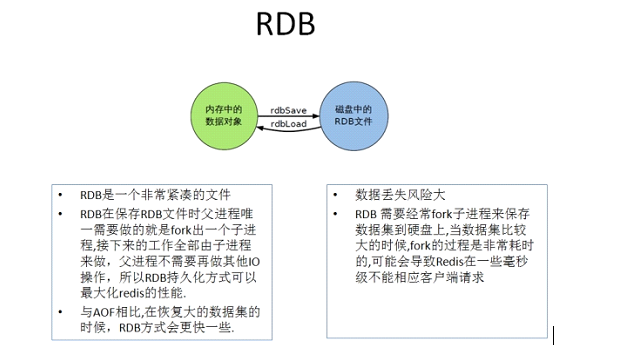 RDB
内存中的
数据对象
rdbSave
rdbLoad
磁盘中的
RDB文件
• RDB是一个非常紧凑的文件
• RDB在保存RDB文件时父进程唯
一需要做的就是fork出一个子进
程,接下来的工作全部由子进程
来做，父进程不需要再做其他IO
操作，所以RDB持久化方式可以
最大化redis的性能.
• 与AOF相比,在恢复大的数据集的
时候，RDB方式会更快一些.
• 数据丢失风险大
• RDB 需要经常fork子进程来保存
数据集到硬盘上,当数据集比较
大的时候,fork的过程是非常耗时
的,可能会导致Redis在一些毫秒
级不能相应客户端请求